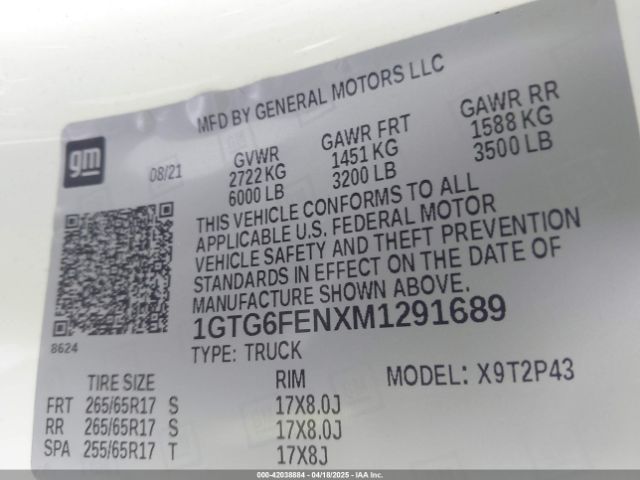 MFD BY GENERAL MOTORS LLC
gm
08/21
GVWR GAWR FRT GAWR RR
2722 KG 1451 KG 1588 KG
6000 LB 3200 LB 3500 LB
THIS VEHICLE CONFORMS TO ALL
APPLICABLE U.S. FEDERAL MOTOR
VEHICLE SAFETY AND THEFT PREVENTION
STANDARDS IN EFFECT ON THE DATE OF
MANUFACTURE SHOWN ABOVE.
1GTG6FENXM1291689
8624
TYPE: TRUCK
MODEL: X9T2P43
TIRE SIZE RIM
FRT 265/65R17 S 17X8.0J
RR 265/65R17 S 17X8.0J
SPA 255/65R17 T 17X8J
000-42038884 - 04/18/2025 - IAAI.com